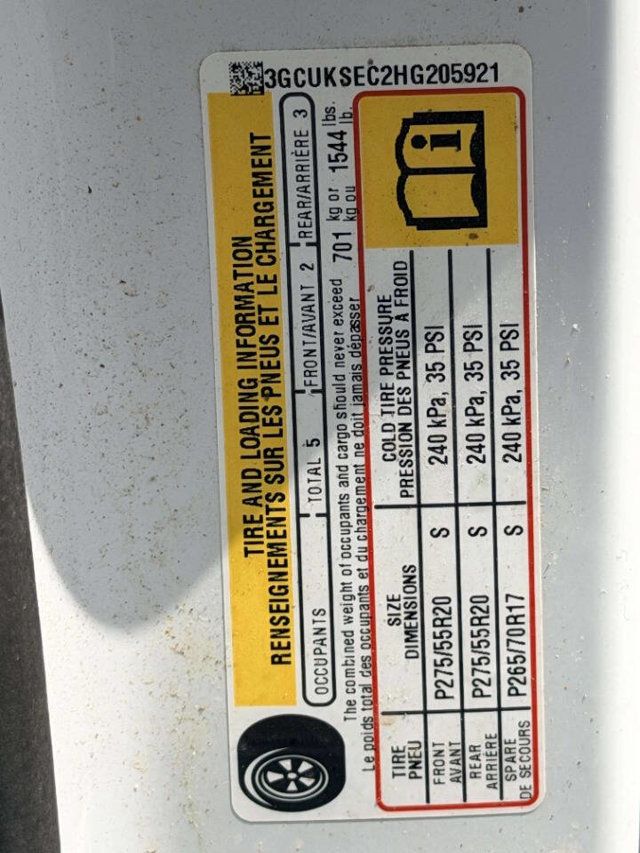 3GCUKSEC2HG205921
TIRE AND LOADING INFORMATION
RENSEIGNEMENTS SUR LES PNEUS ET LE CHARGEMENT
OCCUPANTS TOTAL 5 FRONT/AVANT 2 REAR/ARRIÈRE 3
The combined weight of occupants and cargo should never exceed 701 kg or 1544 lbs.
Le poids total des occupants et du chargement ne doit jamais dépasser kg ou lb.
TIRE SIZE COLD TIRE PRESSURE
PNEU DIMENSIONS PRESSION DES PNEUS À FROID
FRONT P275/55R20 S 240 kPa, 35 PSI
AVANT
REAR P275/55R20 S 240 kPa, 35 PSI
ARRIÈRE
SPARE P265/70R17 S 240 kPa, 35 PSI
DE SECOURS
i